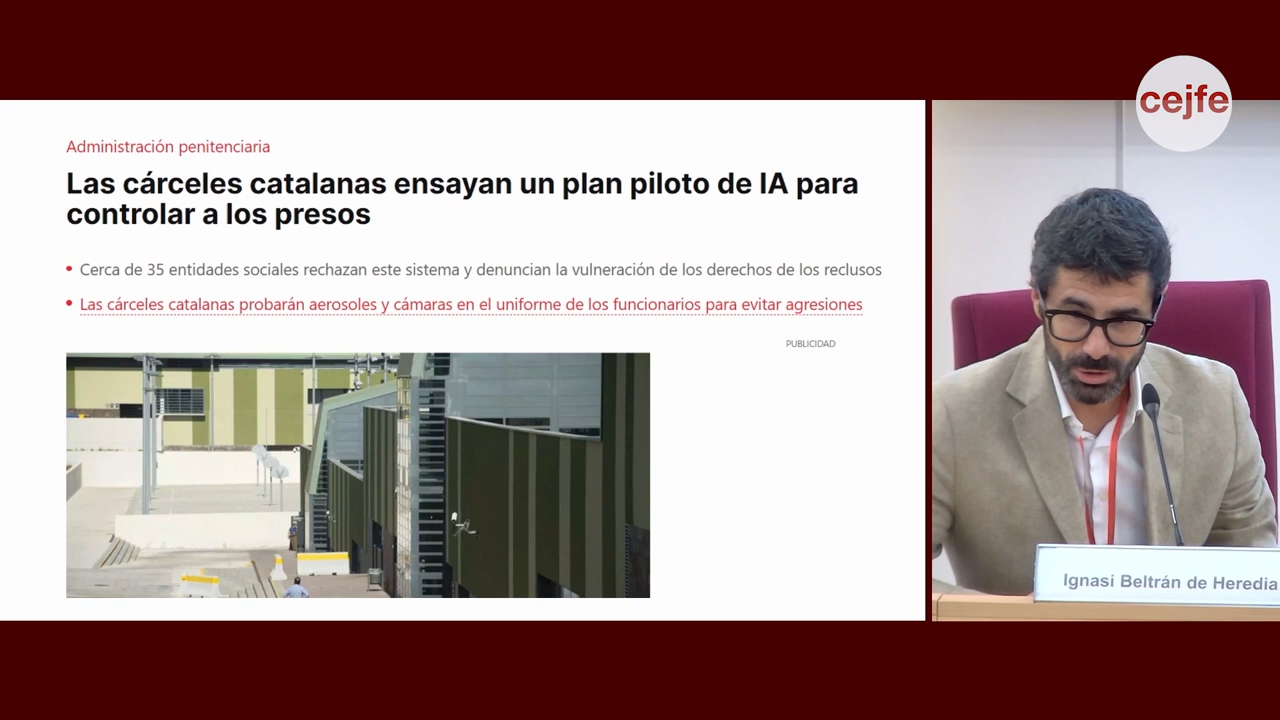 cejfe
Administración penitenciaria
Las cárceles catalanas ensayan un plan piloto de IA para
controlar a los presos
• Cerca de 35 entidades sociales rechazan este sistema y denuncian la vulneración de los derechos de los reclusos
• Las cárceles catalanas probarán aerosoles y cámaras en el uniforme de los funcionarios para evitar agresiones
PUBLICIDAD
Ignasi Beltrán de Heredia